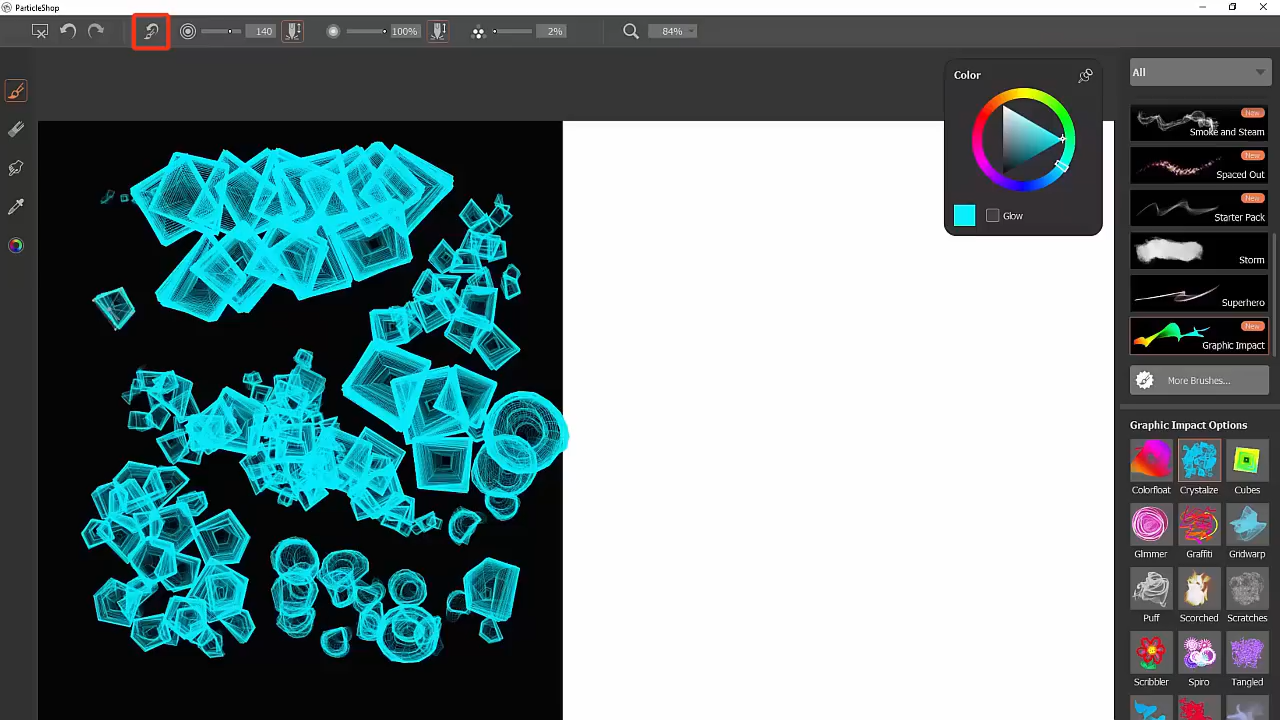 ParticleShop
140
100%
2%
84%
Color
Glow
All
New
Smoke and Steam
New
Spaced Out
New
Starter Pack
Storm
Superhero
New
Graphic Impact
More Brushes...
Graphic Impact Options
Colorfloat Crystalize Cubes
Glmmer Graffiti Gridwarp
Puff Scorched Scratches
Scribbler Spiro Tangled